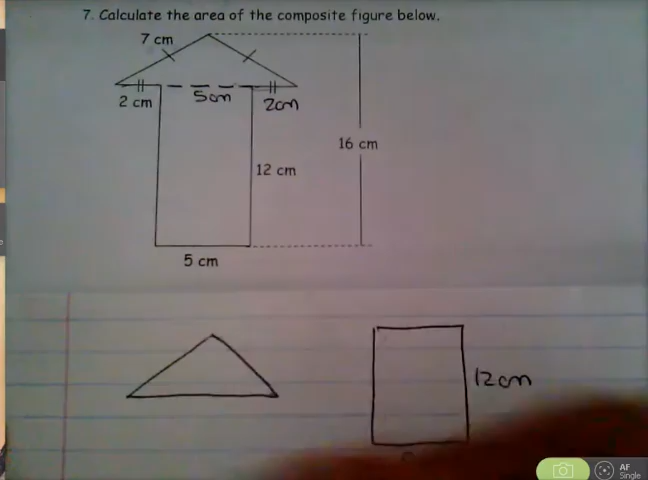 7. Calculate the area of the composite figure below.
7 cm
2 cm
5cm
2cm
16 cm
12 cm
5 cm
12cm
AF
Single